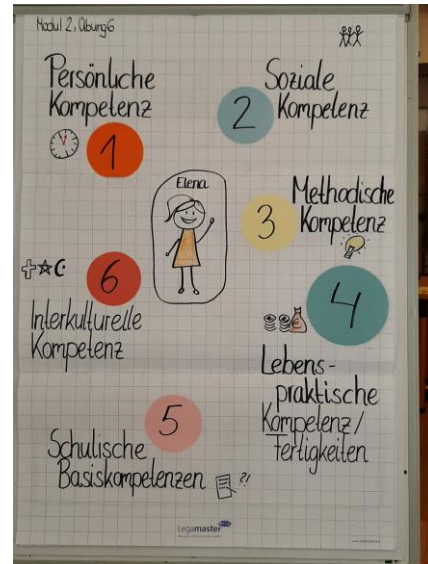 Modul 2, Übung 6
Persönliche
Kompetenz
1
Soziale
Kompetenz
2
Elena
Methodische
Kompetenz
3
4
Lebens-
praktische
Kompetenz/
Fertigkeiten
5
Schulische
Basiskompetenzen
?!
6
Interkulturelle
Kompetenz
Legamaster